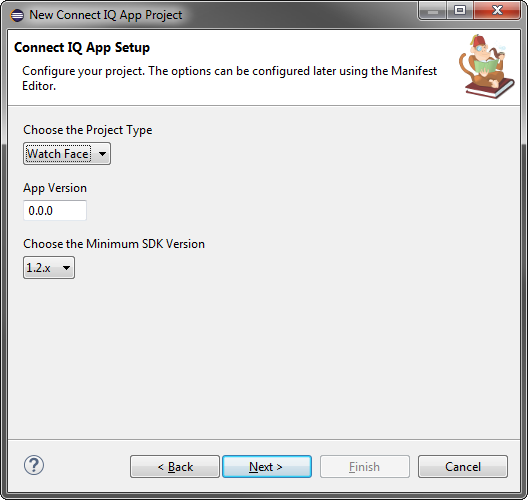 New Connect IQ App Project
Connect IQ App Setup
Configure your project. The options can be configured later using the Manifest
Editor.
Choose the Project Type
Watch Face
App Version
0.0.0
Choose the Minimum SDK Version
1.2.x
?
< Back
Next >
Finish
Cancel